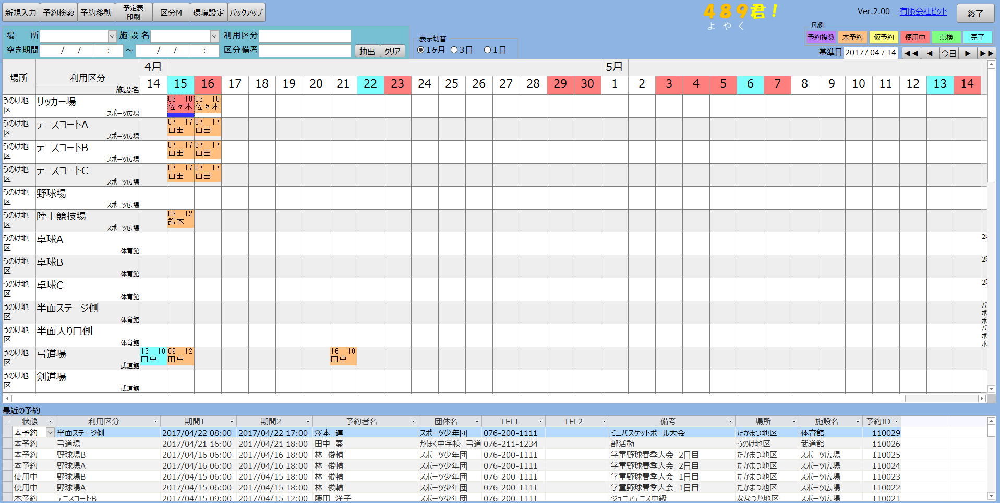 新規入力 予約検索 予約移動 予定表印刷 区分M 環境設定 バックアップ
489君！
よやく
Ver.2.00 有限会社ビット 終了
場　所 施設名 利用区分
空き期間 /　/　: ～ /　/　: 区分備考 抽出 クリア
表示切替
1ヶ月 3日 1日
凡例
予約複数 本予約 仮予約 使用中 点検 完了
基準日 2017/ 04 / 14 ◀◀ ◀ 今日 ▶ ▶▶
場所 利用区分 施設名
4月 5月
14 15 16 17 18 19 20 21 22 23 24 25 26 27 28 29 30 1 2 3 4 5 6 7 8 9 10 11 12 13 14
うのけ地区 サッカー場 スポーツ広場 06 18 佐々木 06 18 佐々木
うのけ地区 テニスコートA スポーツ広場 07 17 山田 07 17 山田
うのけ地区 テニスコートB スポーツ広場 07 17 山田 07 17 山田
うのけ地区 テニスコートC スポーツ広場 07 17 山田 07 17 山田
うのけ地区 野球場 スポーツ広場
うのけ地区 陸上競技場 スポーツ広場 09 12 鈴木
うのけ地区 卓球A 体育館
うのけ地区 卓球B 体育館
うのけ地区 卓球C 体育館
うのけ地区 半面ステージ側 体育館
うのけ地区 半面入り口側 体育館
うのけ地区 弓道場 武道館 16 18 田中 09 12 田中 16 18 田中
うのけ地区 剣道場 武道館
最近の予約
状態 利用区分 期間1 期間2 予約者名 団体名 TEL1 TEL2 備考 場所 施設名 予約ID
本予約 半面ステージ側 2017/04/22 08:00 2017/04/22 17:00 澤本　連 スポーツ少年団 076-200-1111 ミニバスケットボール大会 たかまつ地区 体育館 110029
本予約 弓道場 2017/04/21 16:00 2017/04/21 18:00 田中　奏 かほく中学校　弓道 076-211-1234 部活動 うのけ地区 武道館 110026
本予約 野球場B 2017/04/16 06:00 2017/04/16 18:00 林　俊輔 スポーツ少年団 076-200-1111 学童野球春季大会　2日目 たかまつ地区 スポーツ広場 110025
本予約 野球場A 2017/04/16 06:00 2017/04/16 18:00 林　俊輔 スポーツ少年団 076-200-1111 学童野球春季大会　2日目 たかまつ地区 スポーツ広場 110024
使用中 野球場B 2017/04/15 06:00 2017/04/15 18:00 林　俊輔 スポーツ少年団 076-200-1111 学童野球春季大会　1日目 たかまつ地区 スポーツ広場 110023
使用中 野球場A 2017/04/15 06:00 2017/04/15 18:00 林　俊輔 スポーツ少年団 076-200-1111 学童野球春季大会　1日目 たかまつ地区 スポーツ広場 110022
本予約 テニスコートB 2017/04/15 09:00 2017/04/15 12:00 藤田　洋子 スポーツ少年団 076-200-1111 ジュニアテニス中級 ななつか地区 スポーツ広場 110021